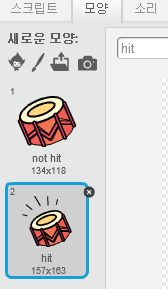 스크립트 모양 소리
새로운 모양:
hit
1
not hit
134x118
2
hit
157x163